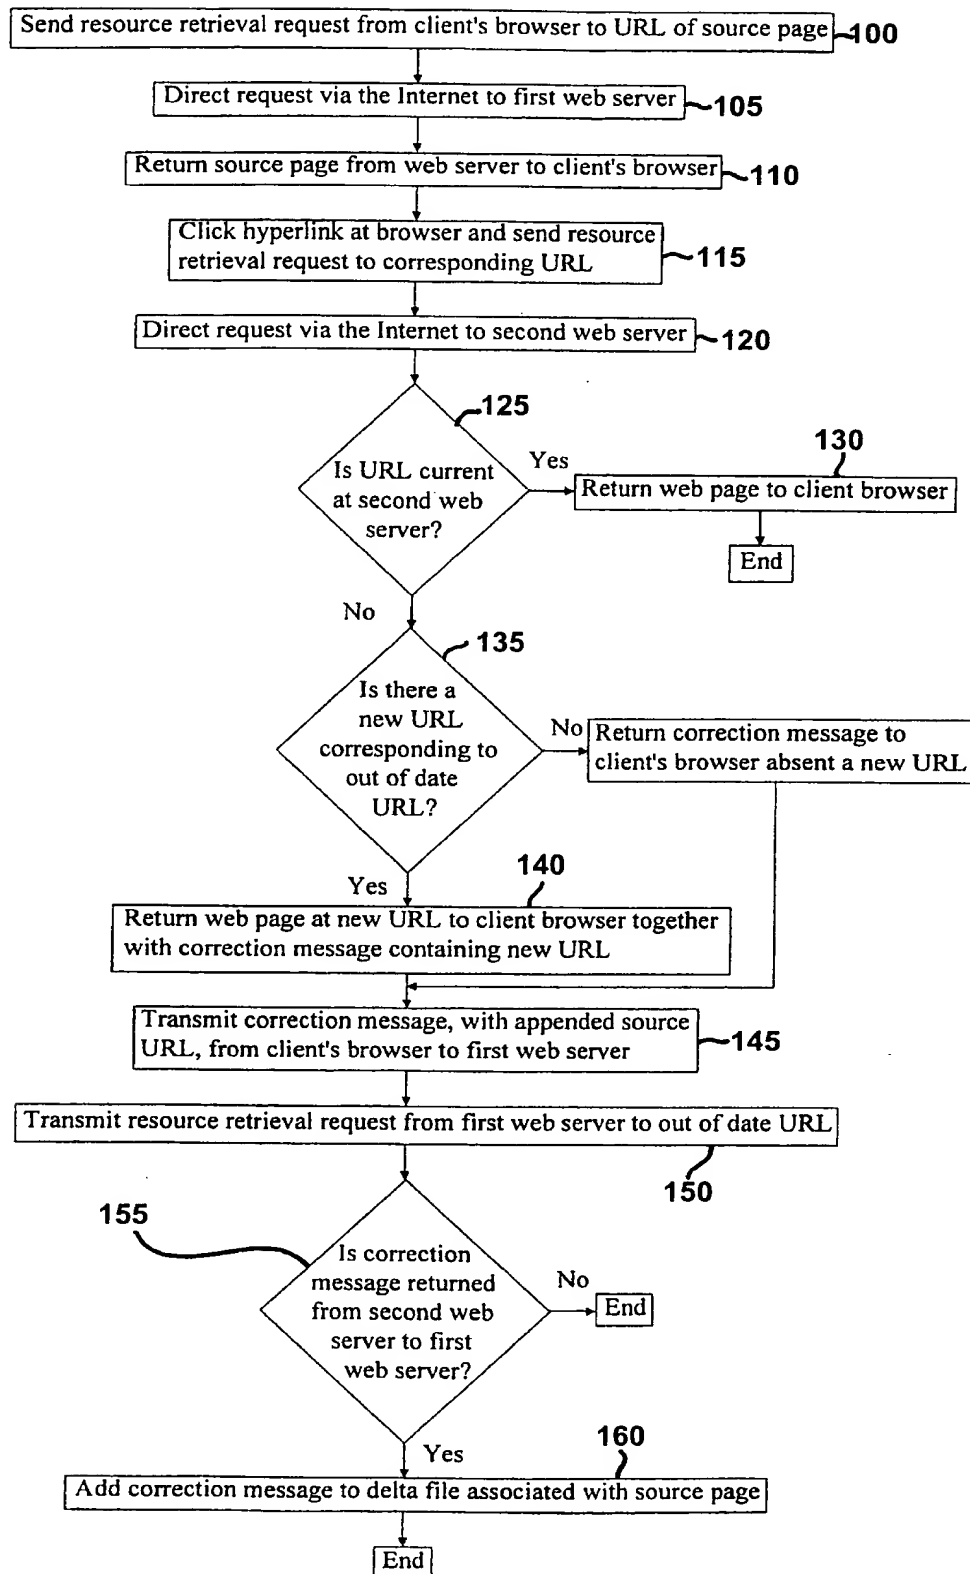 Send resource retrieval request from client's browser to URL of source page
100
Direct request via the Internet to first web server
105
Return source page from web server to client's browser
110
Click hyperlink at browser and send resource
retrieval request to corresponding URL
115
Direct request via the Internet to second web server
120
125
Is URL current
at second web
server?
Yes
130
Return web page to client browser
End
No
135
Is there a
new URL
corresponding to
out of date
URL?
No
Return correction message to
client's browser absent a new URL
Yes
140
Return web page at new URL to client browser together
with correction message containing new URL
Transmit correction message, with appended source
URL, from client's browser to first web server
145
Transmit resource retrieval request from first web server to out of date URL
150
155
Is correction
message returned
from second web
server to first
web server?
No
End
Yes
160
Add correction message to delta file associated with source page
End